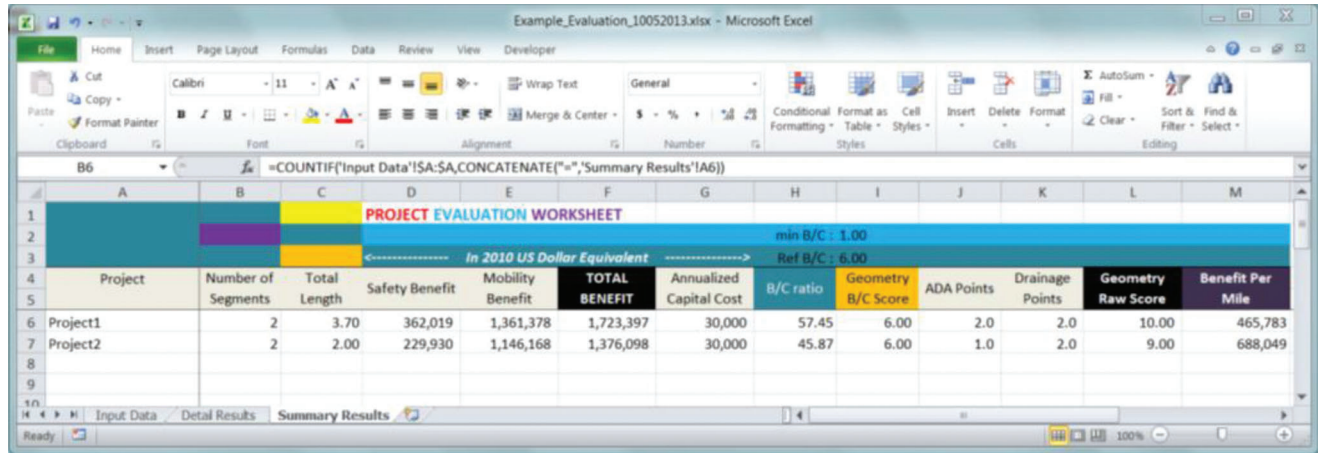 Example_Evaluation_10052013.xlsx - Microsoft Excel
File Home Insert Page Layout Formulas Data Review View Developer
Paste
Cut
Copy
Format Painter
Clipboard
Calibri 11
B I U
Font
Wrap Text
Merge & Center
Alignment
General
$ % ,
Number
Conditional Formatting
Format as Table
Cell Styles
Styles
Insert Delete Format
Cells
Σ AutoSum
Fill
Clear
Sort & Filter
Find & Select
Editing
B6 fx =COUNTIF('Input Data'!$A:$A,CONCATENATE("=",'Summary Results'!A6))
A B C D E F G H I J K L M
1 PROJECT EVALUATION WORKSHEET
2 min B/C : 1.00
3 <--------------- In 2010 US Dollar Equivalent ---------------> Ref B/C : 6.00
4 Project Number of Total Safety Benefit Mobility TOTAL Annualized B/C ratio Geometry ADA Points Drainage Geometry Benefit Per
5 Segments Length Benefit BENEFIT Capital Cost B/C Score Points Raw Score Mile
6 Project1 2 3.70 362,019 1,361,378 1,723,397 30,000 57.45 6.00 2.0 2.0 10.00 465,783
7 Project2 2 2.00 229,930 1,146,168 1,376,098 30,000 45.87 6.00 1.0 2.0 9.00 688,049
8
9
10
Input Data Detail Results Summary Results
Ready 100%